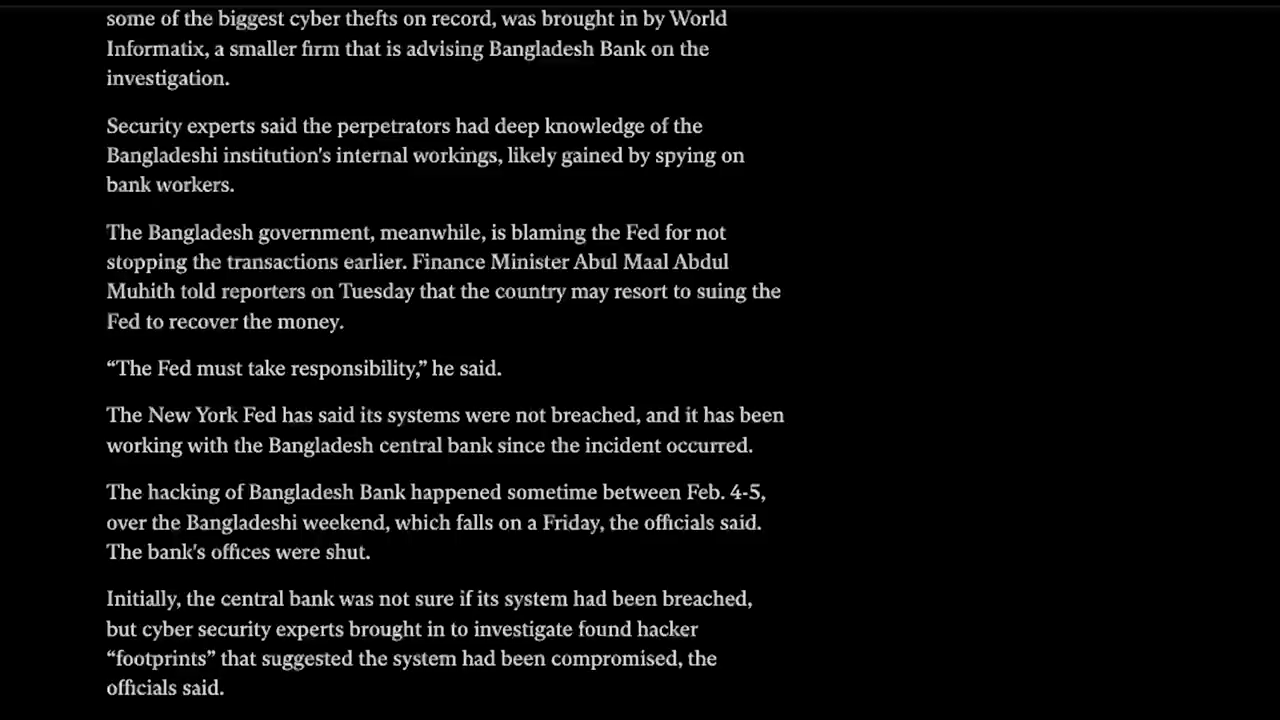 some of the biggest cyber thefts on record, was brought in by World
Informatix, a smaller firm that is advising Bangladesh Bank on the
investigation.
Security experts said the perpetrators had deep knowledge of the
Bangladeshi institution's internal workings, likely gained by spying on
bank workers.
The Bangladesh government, meanwhile, is blaming the Fed for not
stopping the transactions earlier. Finance Minister Abul Maal Abdul
Muhith told reporters on Tuesday that the country may resort to suing the
Fed to recover the money.
“The Fed must take responsibility,” he said.
The New York Fed has said its systems were not breached, and it has been
working with the Bangladesh central bank since the incident occurred.
The hacking of Bangladesh Bank happened sometime between Feb. 4-5,
over the Bangladeshi weekend, which falls on a Friday, the officials said.
The bank's offices were shut.
Initially, the central bank was not sure if its system had been breached,
but cyber security experts brought in to investigate found hacker
“footprints” that suggested the system had been compromised, the
officials said.